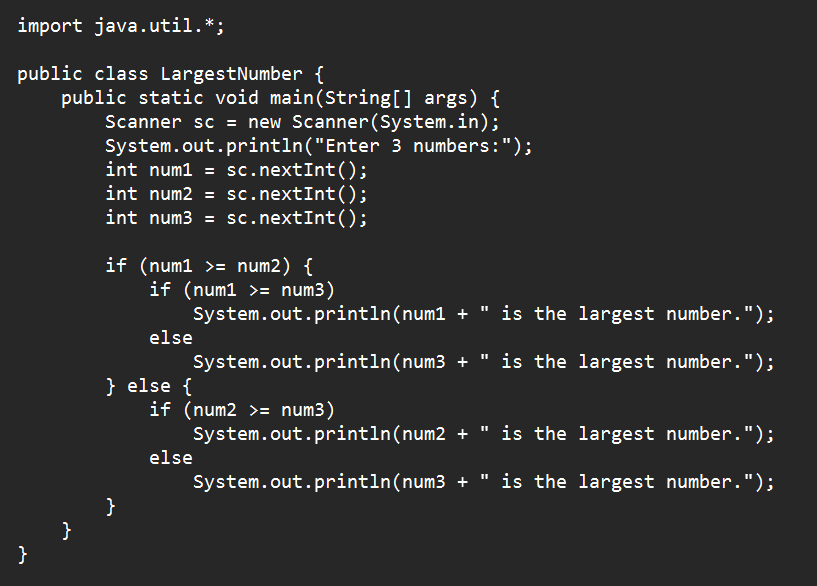 import java.util.*;

public class LargestNumber {
    public static void main(String[] args) {
        Scanner sc = new Scanner(System.in);
        System.out.println("Enter 3 numbers:");
        int num1 = sc.nextInt();
        int num2 = sc.nextInt();
        int num3 = sc.nextInt();

        if (num1 >= num2) {
            if (num1 >= num3)
                System.out.println(num1 + " is the largest number.");
            else
                System.out.println(num3 + " is the largest number.");
        } else {
            if (num2 >= num3)
                System.out.println(num2 + " is the largest number.");
            else
                System.out.println(num3 + " is the largest number.");
        }
    }
}